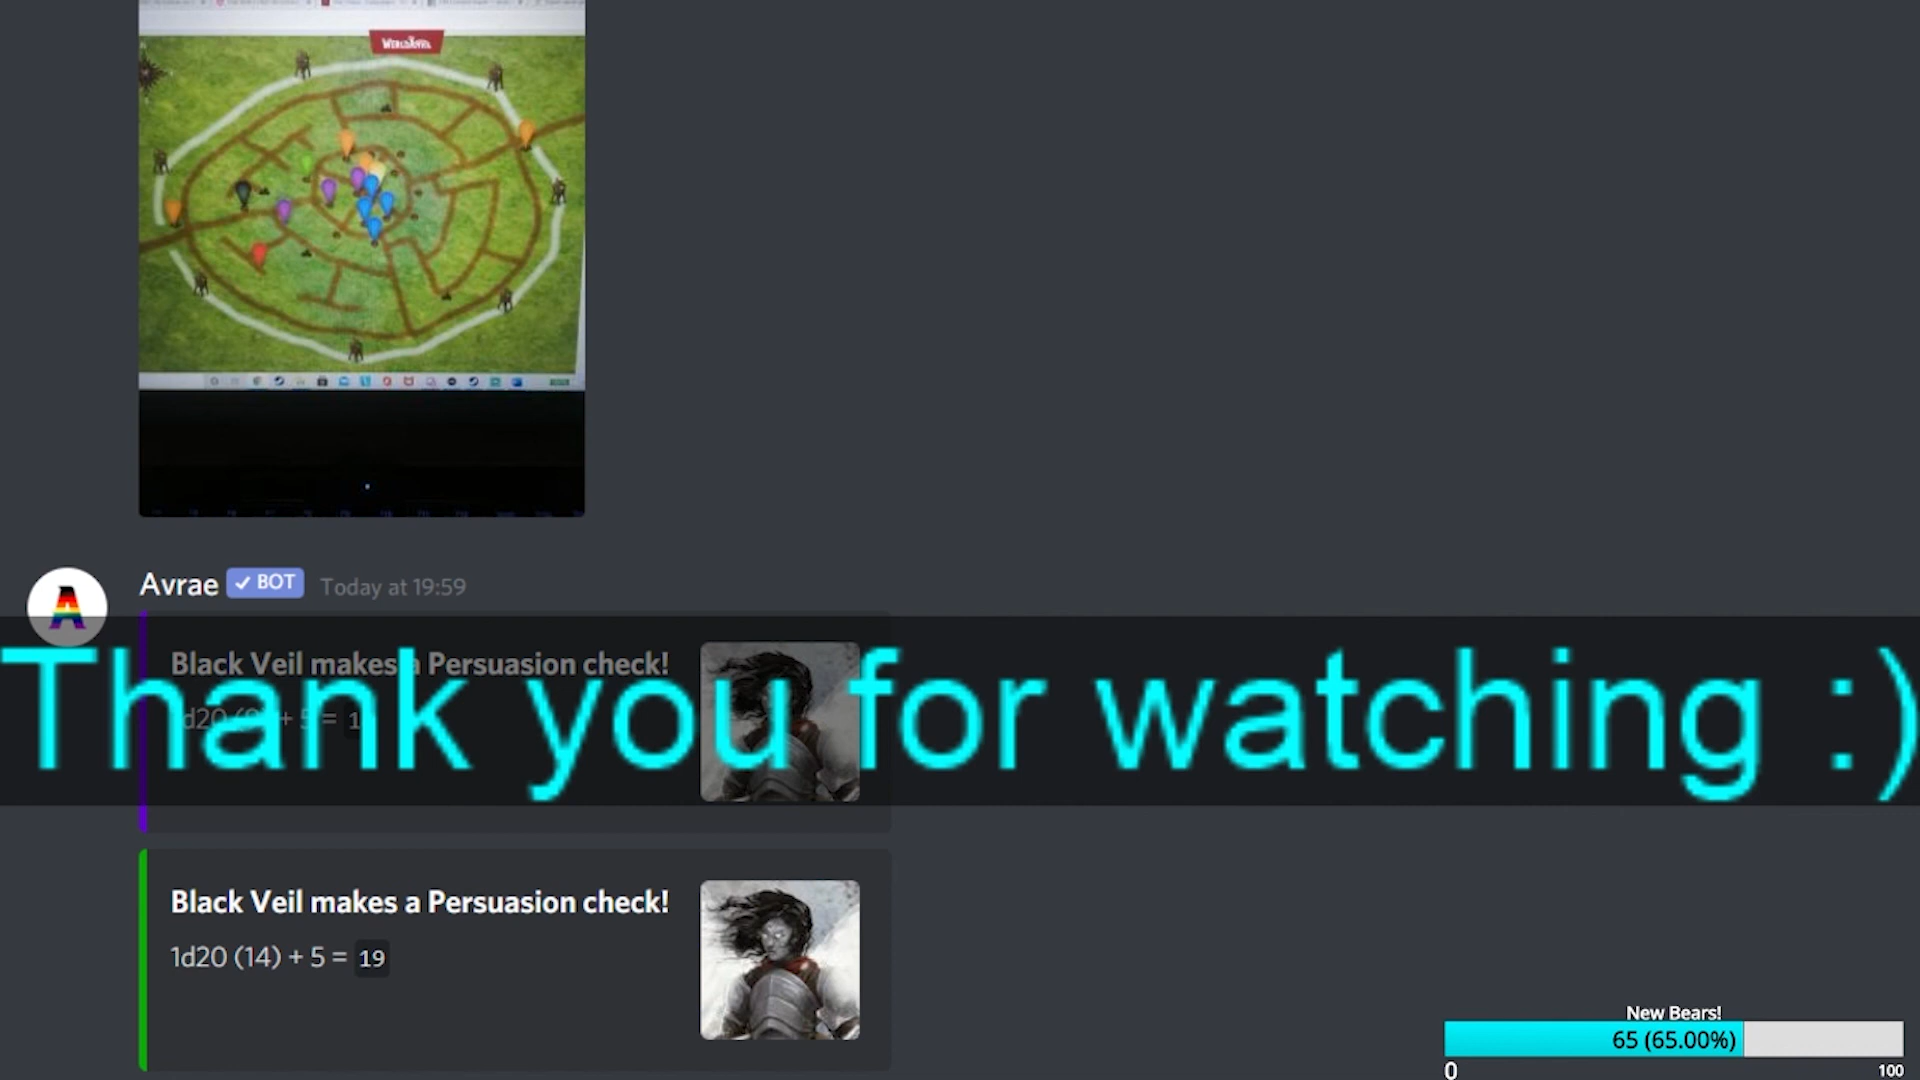 WORLDANVIL
Avrae ✓ BOT Today at 19:59
Black Veil makes a Persuasion check!
Thank you for watching :)
Black Veil makes a Persuasion check!
1d20 (14) + 5 = 19
New Bears!
65 (65.00%)
0 100